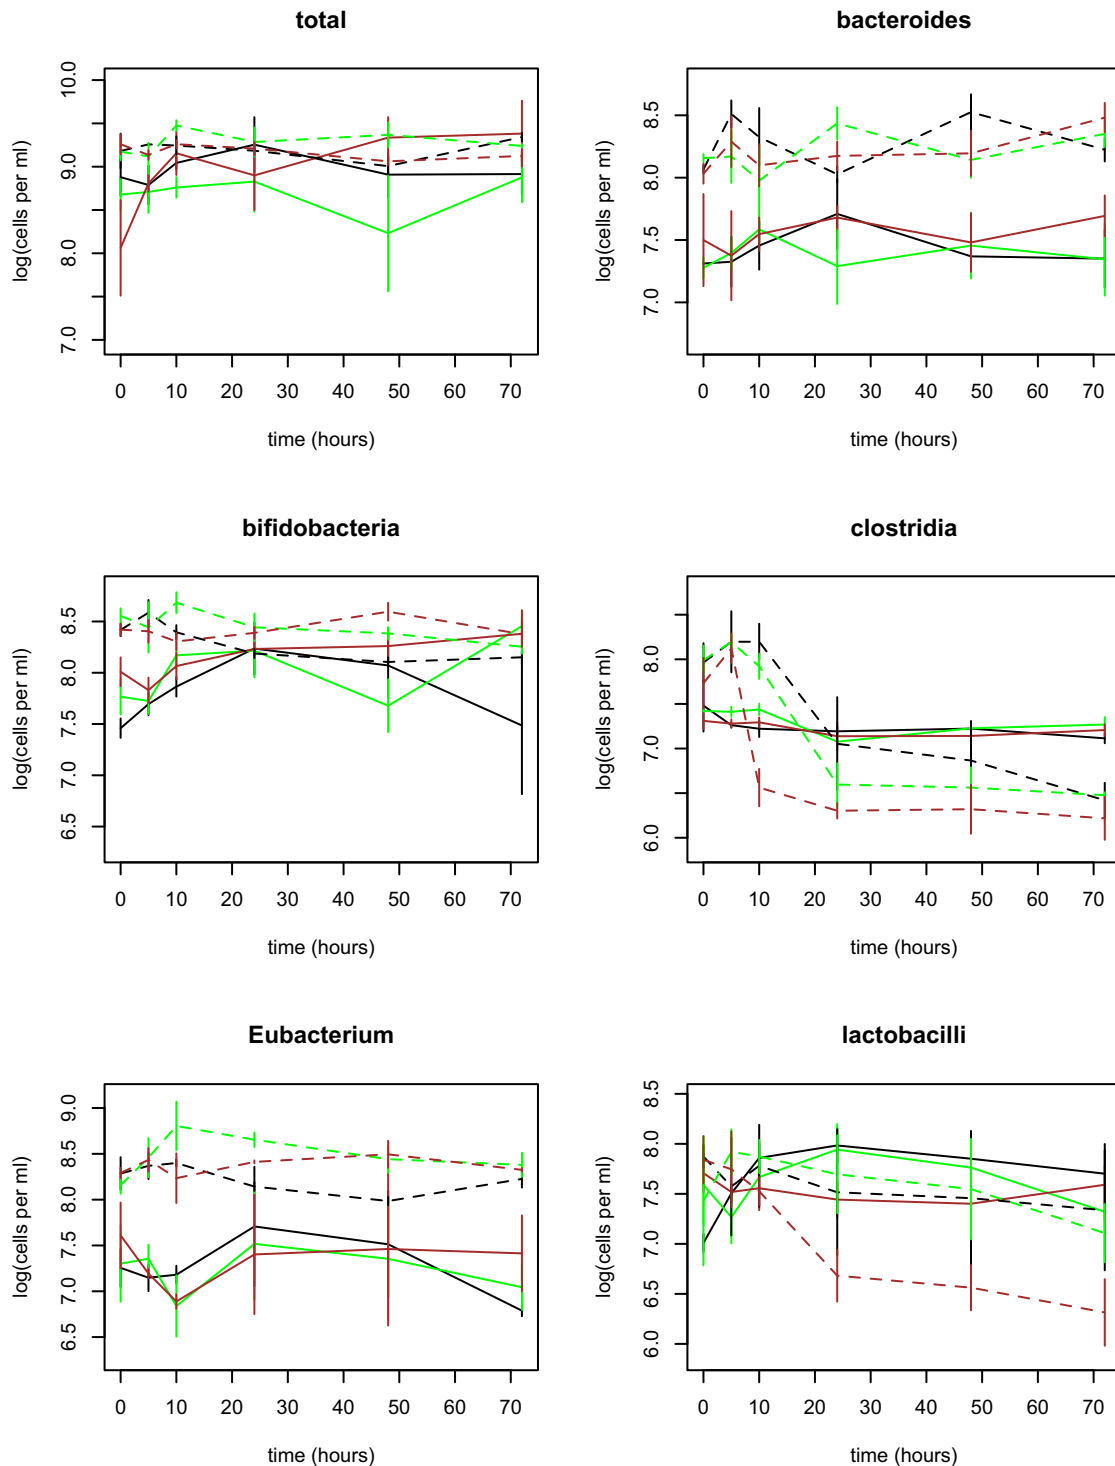 total
log(cells per ml)
10.0
9.0
8.0
7.0
0 10 20 30 40 50 60 70
time (hours)
bacteroides
log(cells per ml)
8.5
8.0
7.5
7.0
0 10 20 30 40 50 60 70
time (hours)
bifidobacteria
log(cells per ml)
8.5
8.0
7.5
7.0
6.5
0 10 20 30 40 50 60 70
time (hours)
clostridia
log(cells per ml)
8.0
7.0
6.0
0 10 20 30 40 50 60 70
time (hours)
Eubacterium
log(cells per ml)
9.0
8.5
8.0
7.5
7.0
6.5
0 10 20 30 40 50 60 70
time (hours)
lactobacilli
log(cells per ml)
8.5
8.0
7.5
7.0
6.5
6.0
0 10 20 30 40 50 60 70
time (hours)